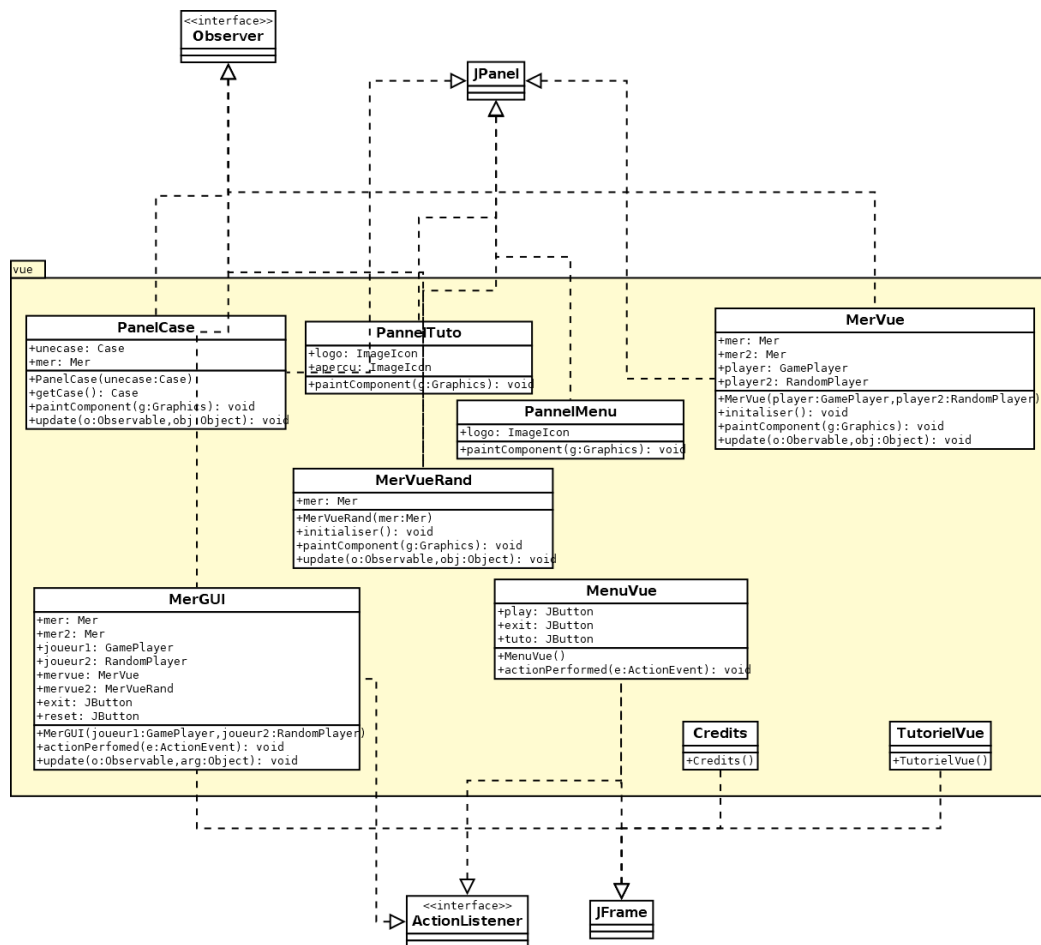 <<interface>>
Observer
JPanel
vue
PanelCase
+unecase: Case
+mer: Mer
+PanelCase(unecase:Case)
+getCase(): Case
+paintComponent(g:Graphics): void
+update(o:Observable,obj:Object): void
PannelTuto
+logo: ImageIcon
+apercu: ImageIcon
+paintComponent(g:Graphics): void
MerVue
+mer: Mer
+mer2: Mer
+player: GamePlayer
+player2: RandomPlayer
+MerVue(player:GamePlayer,player2:RandomPlayer)
+initaliser(): void
+paintComponent(g:Graphics): void
+update(o:Obervable,obj:Object): void
PannelMenu
+logo: ImageIcon
+paintComponent(g:Graphics): void
MerVueRand
+mer: Mer
+MerVueRand(mer:Mer)
+initialiser(): void
+paintComponent(g:Graphics): void
+update(o:Observable,obj:Object): void
MerGUI
+mer: Mer
+mer2: Mer
+joueur1: GamePlayer
+joueur2: RandomPlayer
+mervue: MerVue
+mervue2: MerVueRand
+exit: JButton
+reset: JButton
+MerGUI(joueur1:GamePlayer,joueur2:RandomPlayer)
+actionPerfomed(e:ActionEvent): void
+update(o:Observable,arg:Object): void
MenuVue
+play: JButton
+exit: JButton
+tuto: JButton
+MenuVue()
+actionPerformed(e:ActionEvent): void
Credits
+Credits()
TutorielVue
+TutorielVue()
<<interface>>
ActionListener
JFrame